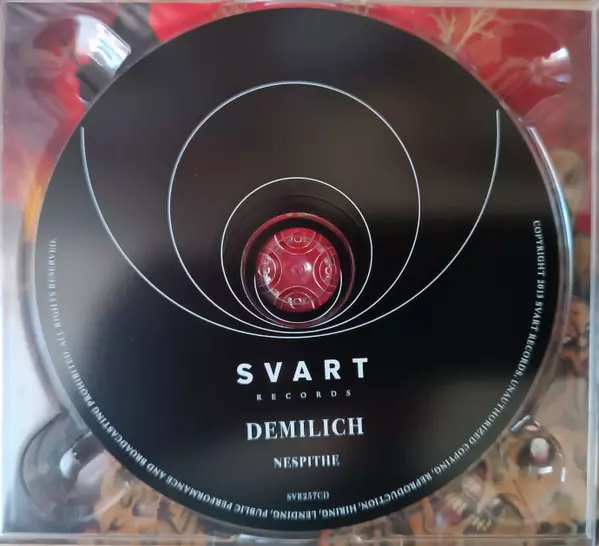 SVART
RECORDS
DEMILICH
NESPITHE
SVR257CD
COPYRIGHT 2013 SVART RECORDS. UNAUTHORIZED COPYING, REPRODUCTION, HIRING, LENDING, PUBLIC PERFORMANCE AND BROADCASTING PROHIBITED. ALL RIGHTS RESERVED.